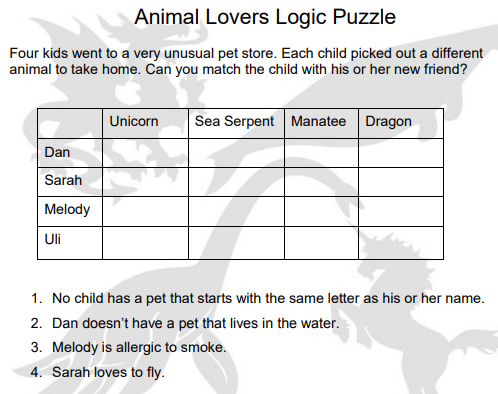 Animal Lovers Logic Puzzle
Four kids went to a very unusual pet store. Each child picked out a different
animal to take home. Can you match the child with his or her new friend?
Unicorn Sea Serpent Manatee Dragon
Dan
Sarah
Melody
Uli
1. No child has a pet that starts with the same letter as his or her name.
2. Dan doesn't have a pet that lives in the water.
3. Melody is allergic to smoke.
4. Sarah loves to fly.